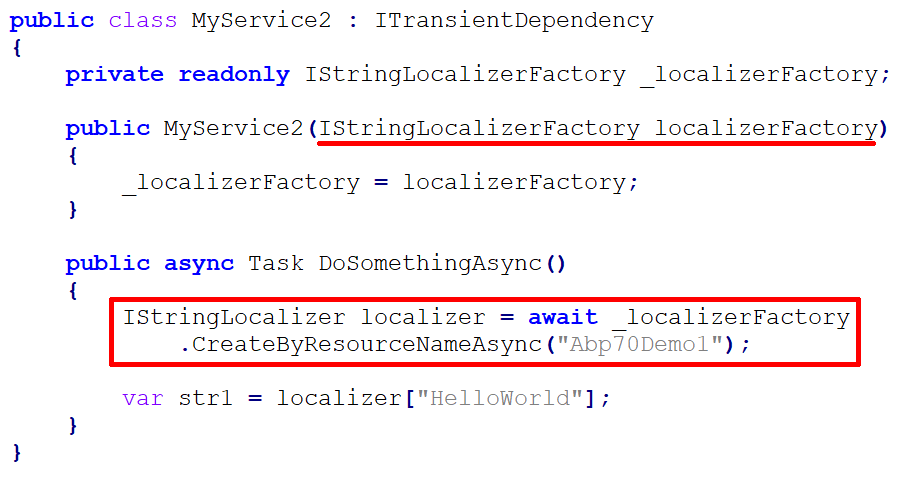 public class MyService2 : ITransientDependency
{
    private readonly IStringLocalizerFactory _localizerFactory;

    public MyService2(IStringLocalizerFactory localizerFactory)
    {
        _localizerFactory = localizerFactory;
    }

    public async Task DoSomethingAsync()
    {
        IStringLocalizer localizer = await _localizerFactory
            .CreateByResourceNameAsync("Abp70Demo1");

        var str1 = localizer["HelloWorld"];
    }
}